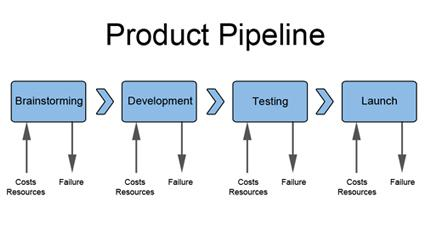 Product Pipeline
Brainstorming
Development
Testing
Launch
Costs
Resources
Failure
Costs
Resources
Failure
Costs
Resources
Failure
Costs
Resources
Failure